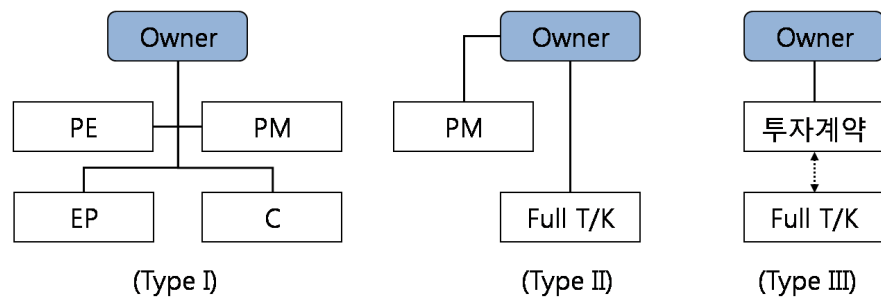 Owner
PE
PM
EP
C
(Type I)
Owner
PM
Full T/K
(Type II)
Owner
투자계약
Full T/K
(Type III)